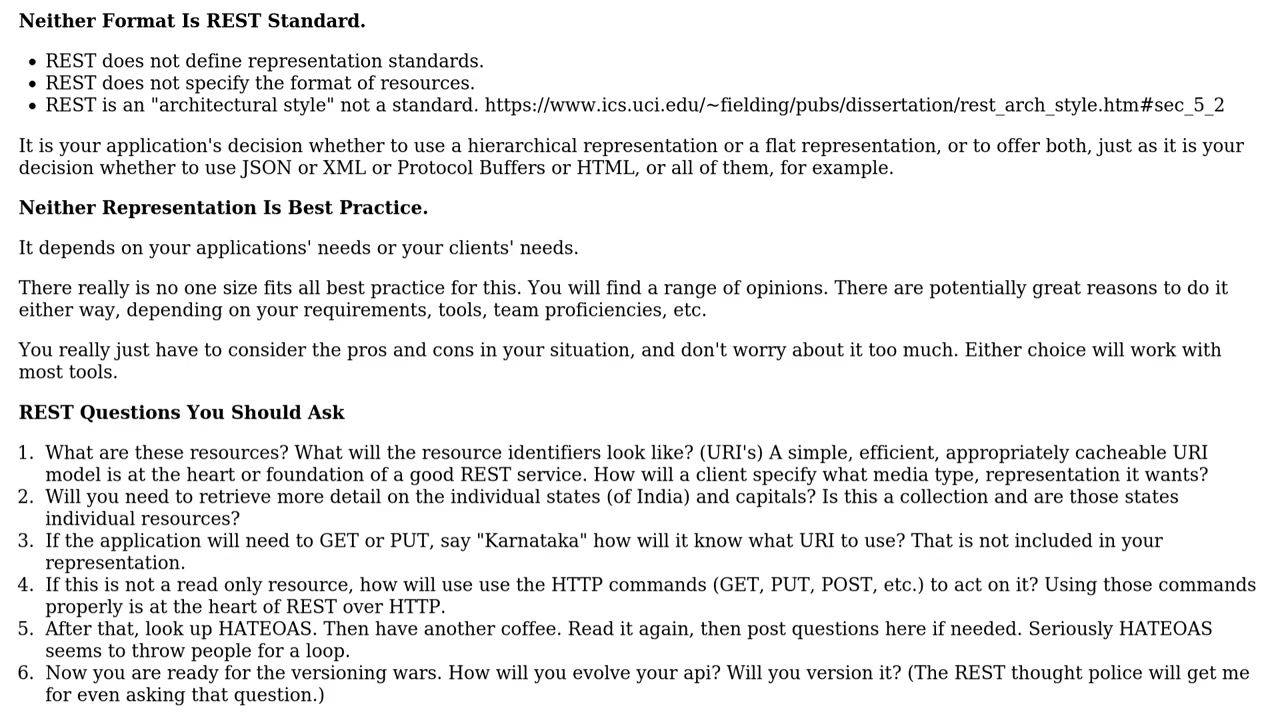 Neither Format Is REST Standard.
• REST does not define representation standards.
• REST does not specify the format of resources.
• REST is an "architectural style" not a standard. https://www.ics.uci.edu/~fielding/pubs/dissertation/rest_arch_style.htm#sec_5_2
It is your application's decision whether to use a hierarchical representation or a flat representation, or to offer both, just as it is your
decision whether to use JSON or XML or Protocol Buffers or HTML, or all of them, for example.
Neither Representation Is Best Practice.
It depends on your applications' needs or your clients' needs.
There really is no one size fits all best practice for this. You will find a range of opinions. There are potentially great reasons to do it
either way, depending on your requirements, tools, team proficiencies, etc.
You really just have to consider the pros and cons in your situation, and don't worry about it too much. Either choice will work with
most tools.
REST Questions You Should Ask
1. What are these resources? What will the resource identifiers look like? (URI's) A simple, efficient, appropriately cacheable URI
model is at the heart or foundation of a good REST service. How will a client specify what media type, representation it wants?
2. Will you need to retrieve more detail on the individual states (of India) and capitals? Is this a collection and are those states
individual resources?
3. If the application will need to GET or PUT, say "Karnataka" how will it know what URI to use? That is not included in your
representation.
4. If this is not a read only resource, how will use use the HTTP commands (GET, PUT, POST, etc.) to act on it? Using those commands
properly is at the heart of REST over HTTP.
5. After that, look up HATEOAS. Then have another coffee. Read it again, then post questions here if needed. Seriously HATEOAS
seems to throw people for a loop.
6. Now you are ready for the versioning wars. How will you evolve your api? Will you version it? (The REST thought police will get me
for even asking that question.)